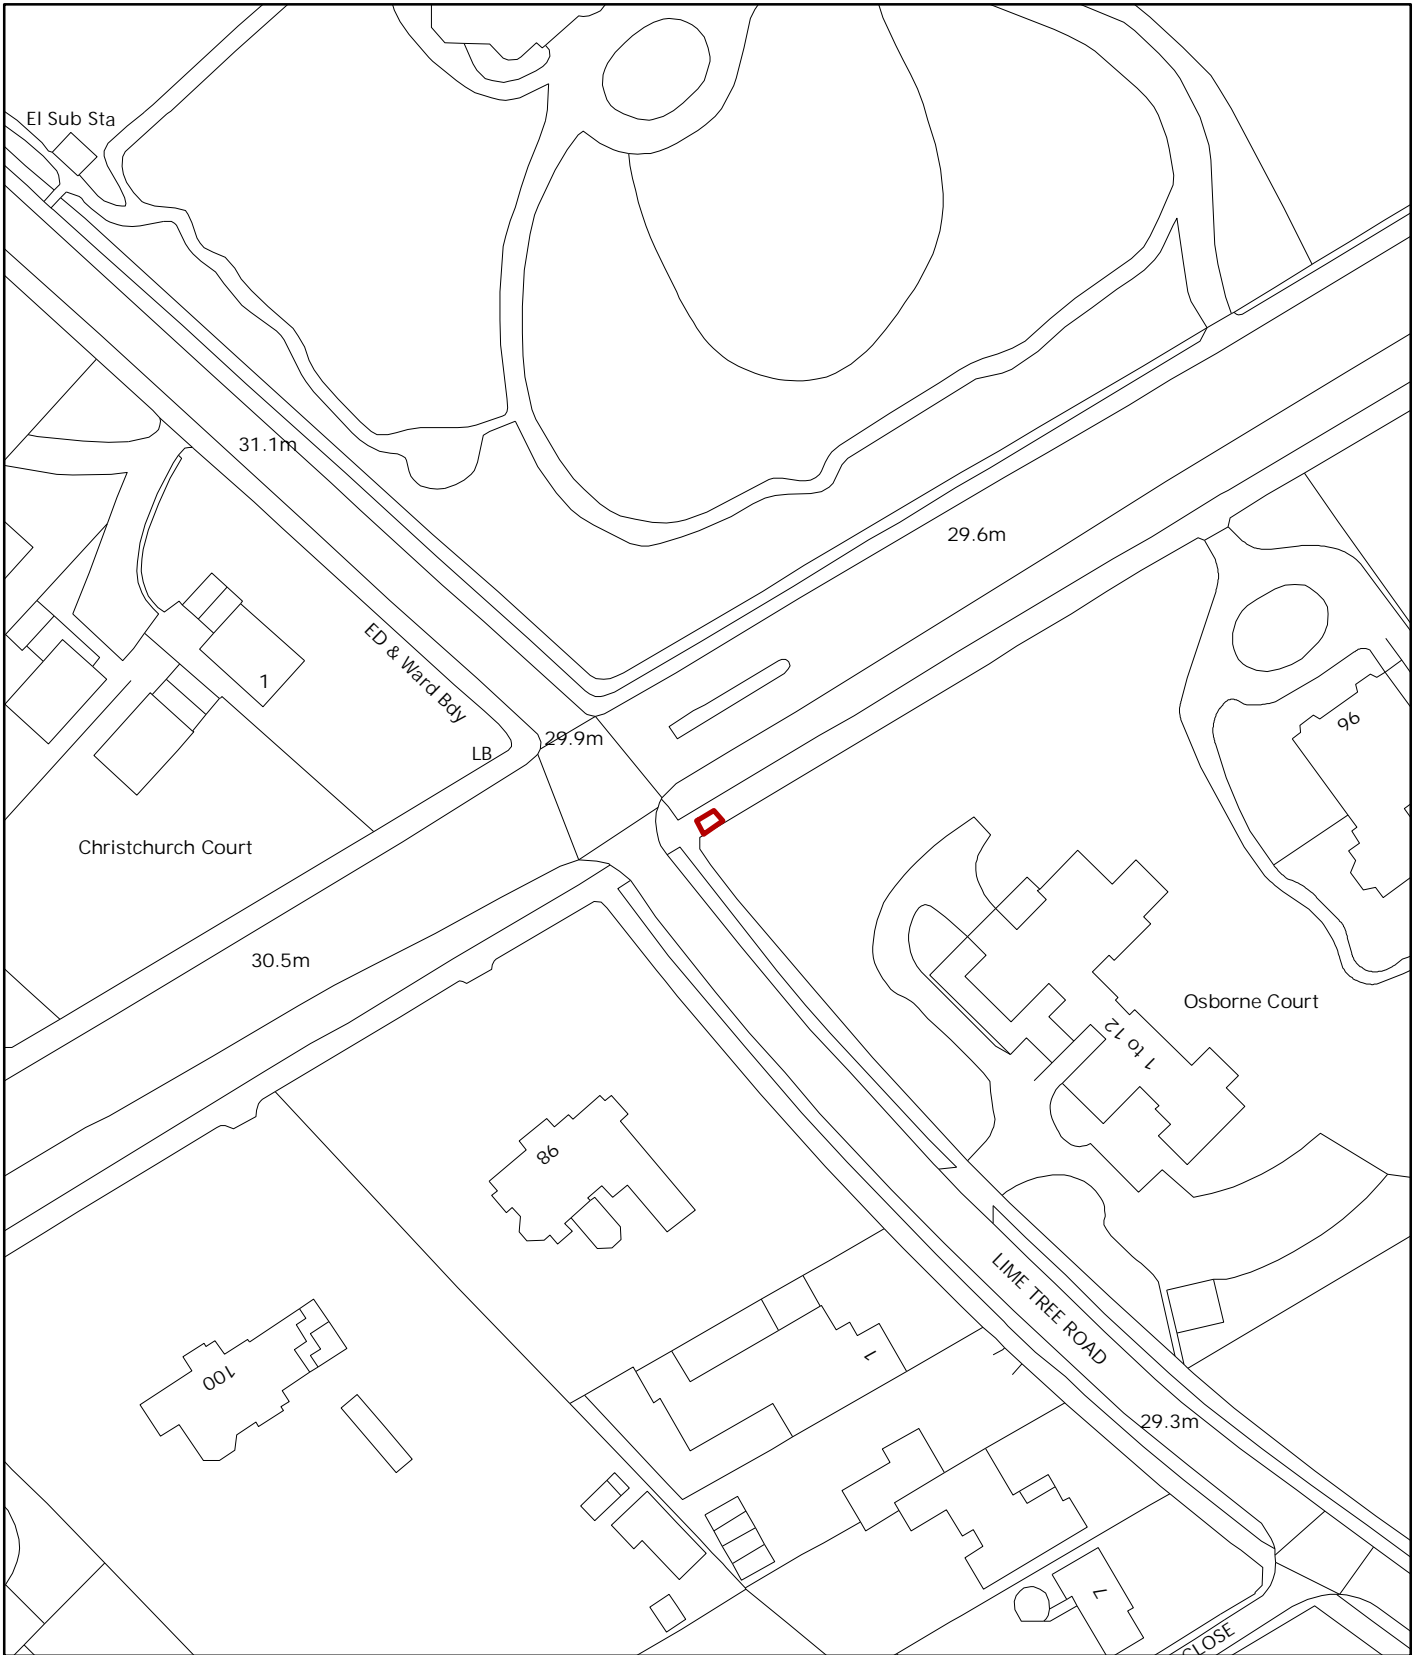 El Sub Sta
31.1m
29.6m
ED & Ward Bdy
1
96
29.9m
LB
Christchurch Court
30.5m
Osborne Court
1 to 12
98
LIME TREE ROAD
100
1
29.3m
7
CLOSE